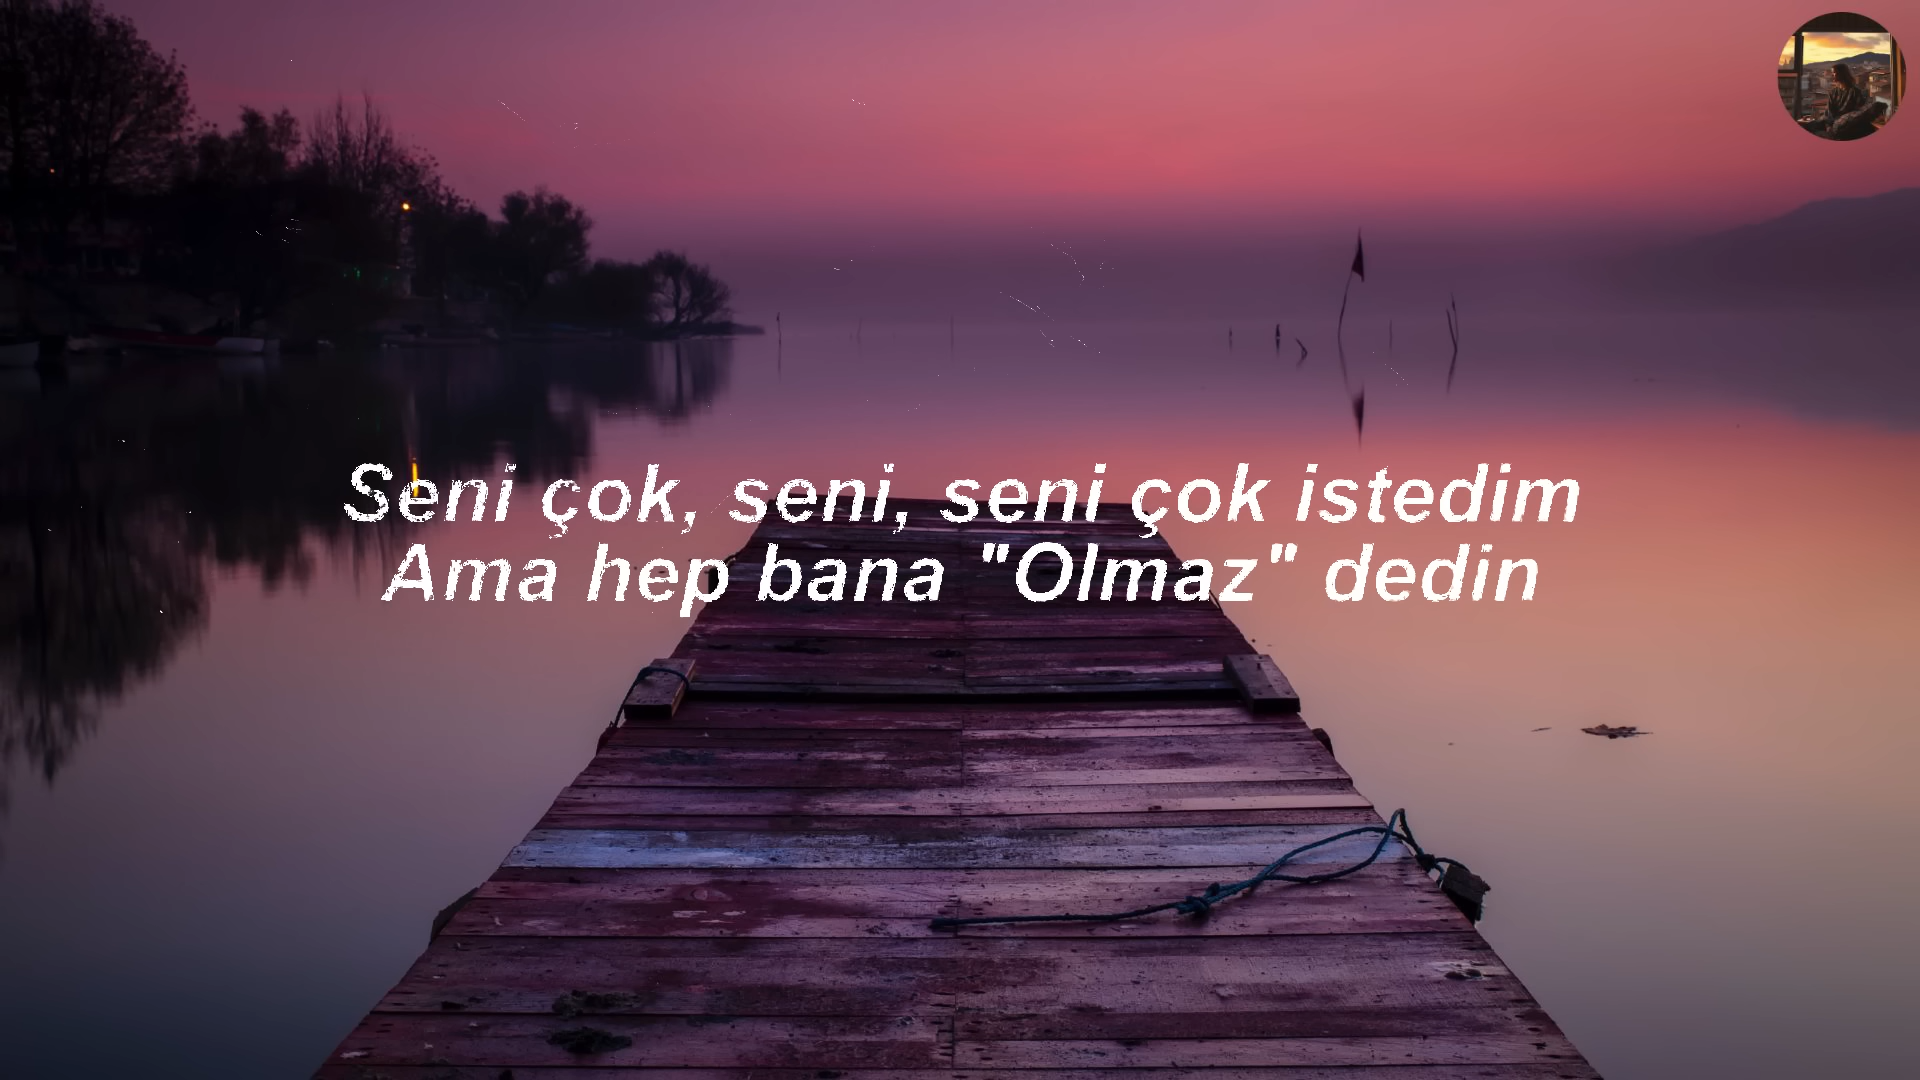 Seni çok, seni, seni çok istedim
Ama hep bana "Olmaz" dedin